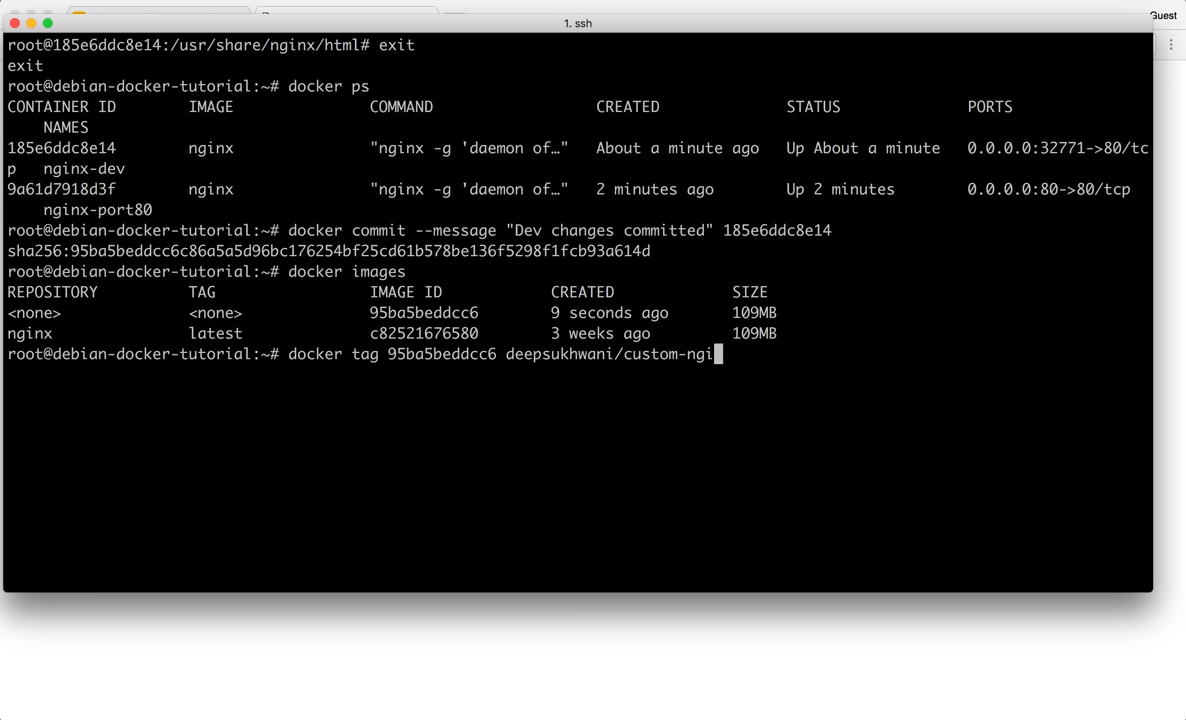 Guest
1. ssh
root@185e6ddc8e14:/usr/share/nginx/html# exit
exit
root@debian-docker-tutorial:~# docker ps
CONTAINER ID IMAGE COMMAND CREATED STATUS PORTS
NAMES
185e6ddc8e14 nginx "nginx -g 'daemon of…" About a minute ago Up About a minute 0.0.0.0:32771->80/tc
p nginx-dev
9a61d7918d3f nginx "nginx -g 'daemon of…" 2 minutes ago Up 2 minutes 0.0.0.0:80->80/tcp
nginx-port80
root@debian-docker-tutorial:~# docker commit --message "Dev changes committed" 185e6ddc8e14
sha256:95ba5beddcc6c86a5a5d96bc176254bf25cd61b578be136f5298f1fcb93a614d
root@debian-docker-tutorial:~# docker images
REPOSITORY TAG IMAGE ID CREATED SIZE
<none> <none> 95ba5beddcc6 9 seconds ago 109MB
nginx latest c82521676580 3 weeks ago 109MB
root@debian-docker-tutorial:~# docker tag 95ba5beddcc6 deepsukhwani/custom-ngi